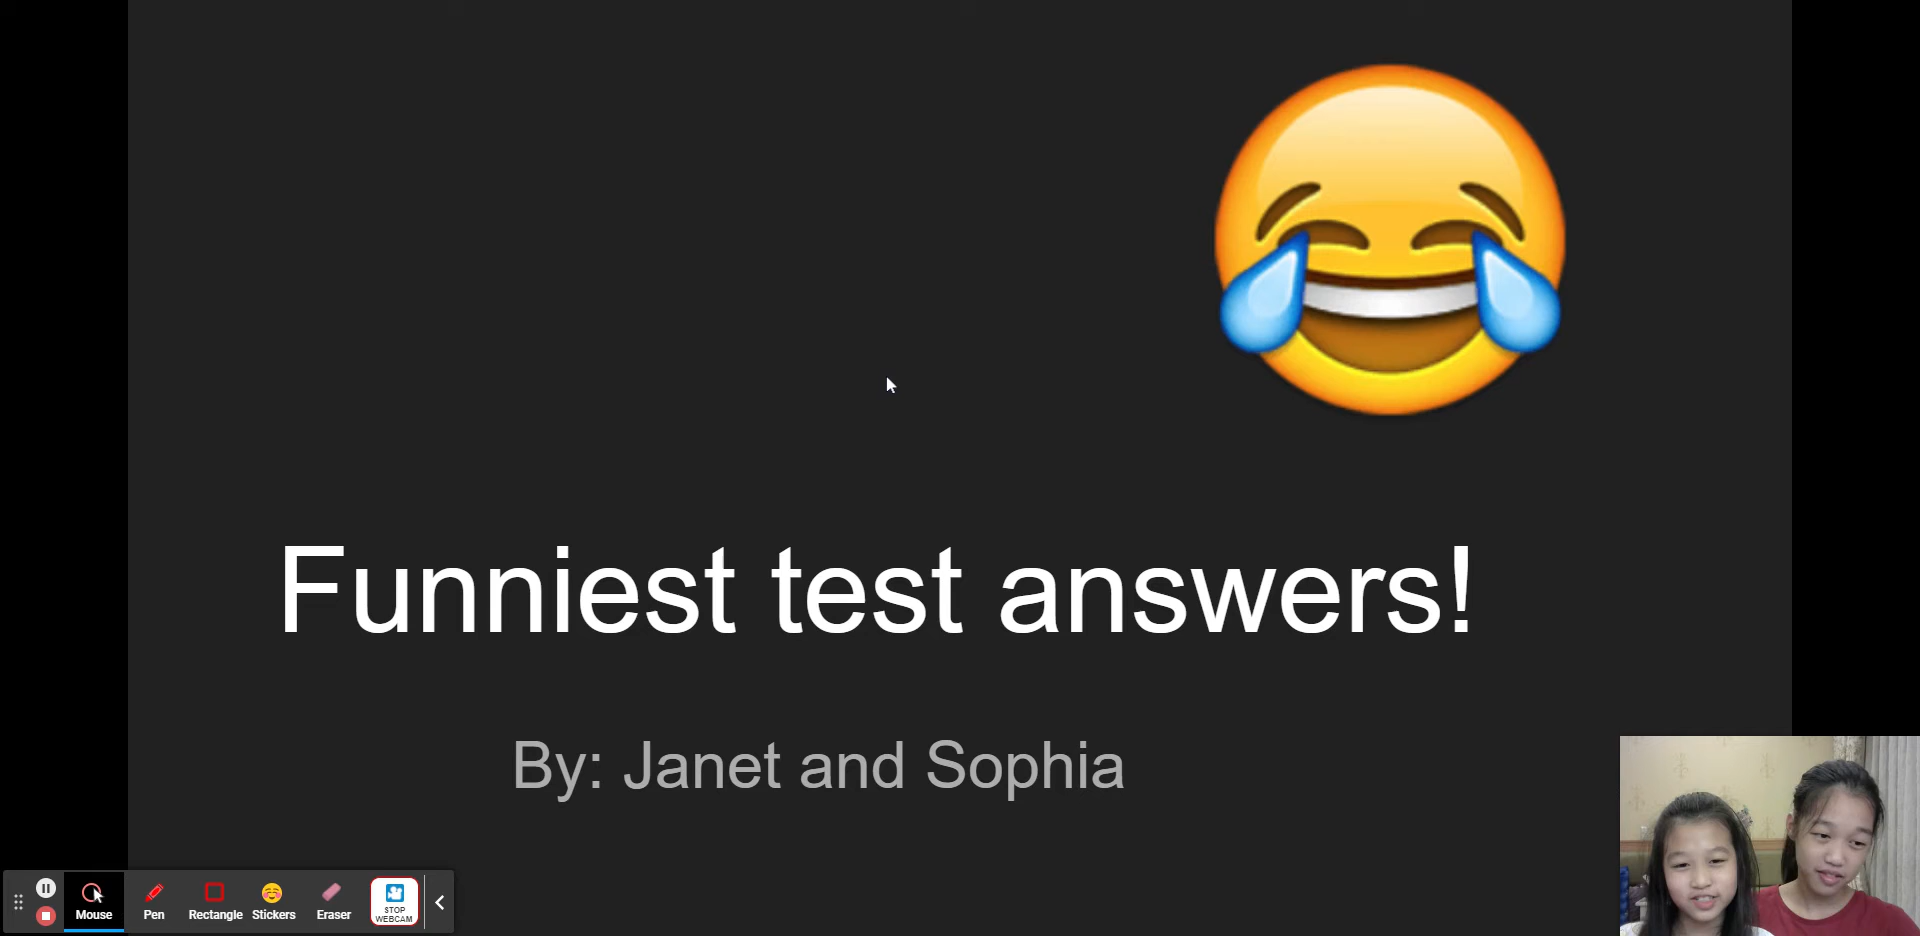 Funniest test answers!
By: Janet and Sophia
Mouse
Pen
Rectangle
Stickers
Eraser
STOP
WEBCAM